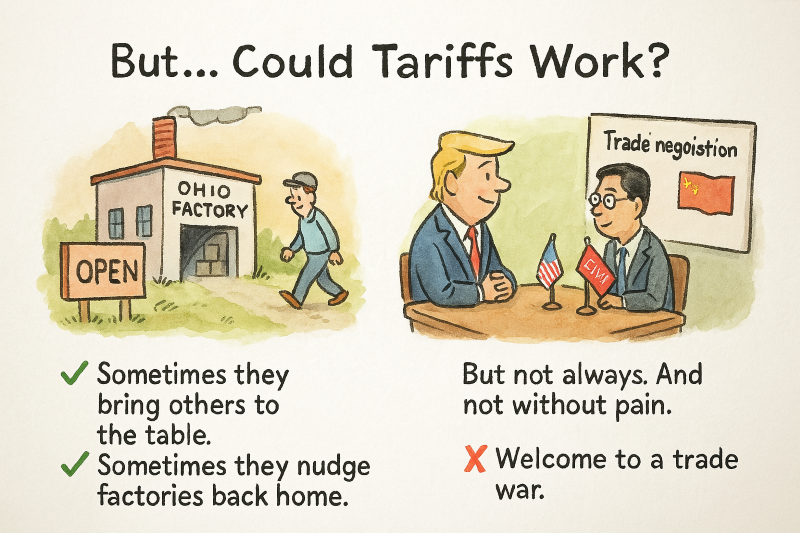 But... Could Tariffs Work?
OHIO
FACTORY
OPEN
Trade negoistion
✓ Sometimes they
bring others to
the table.
✓ Sometimes they nudge
factories back home.
But not always. And
not without pain.
✗ Welcome to a trade
war.